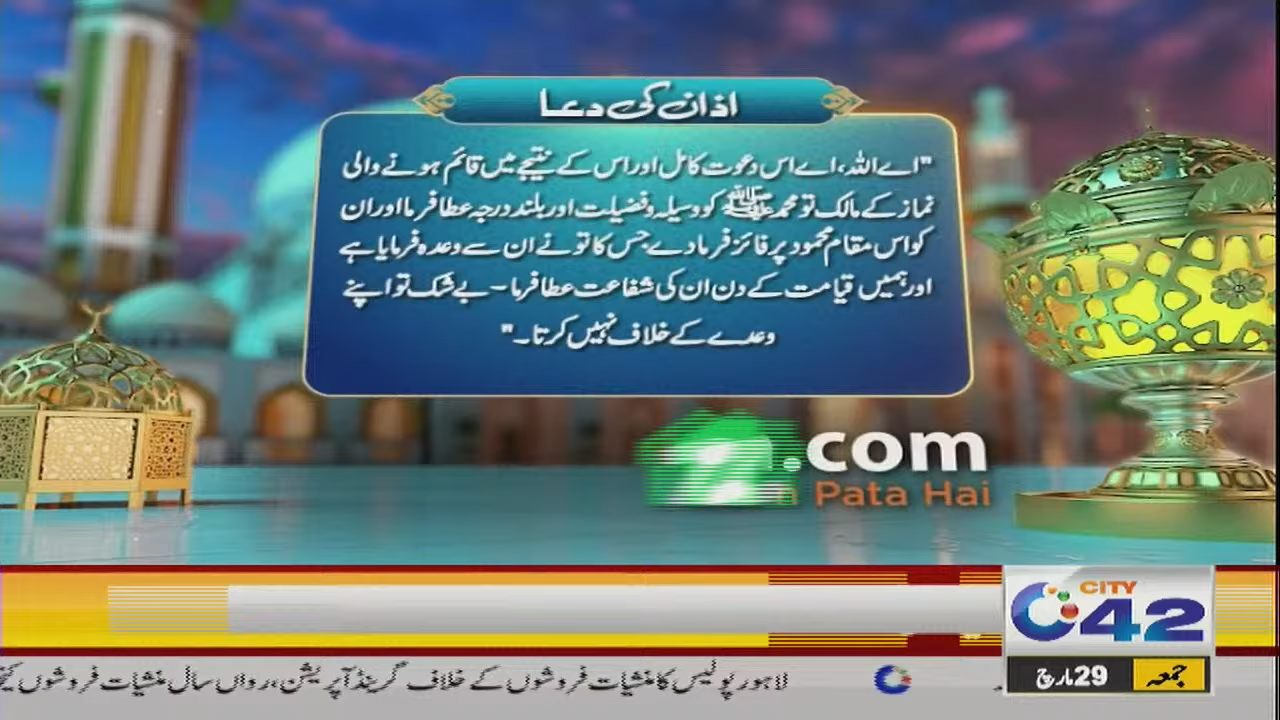 اذان کی دعا
"اے اللہ، اے اس دعوت کامل اور اس کے نتیجے میں قائم ہونے والی
نماز کے مالک تو محمد ﷺ کو وسیلہ و فضیلت اور بلند درجہ عطا فرما اور ان
کو اس مقام محمود پر فائز فرما دے جس کا تو نے ان سے وعدہ فرمایا ہے
اور ہمیں قیامت کے دن ان کی شفاعت عطا فرما - بے شک تو اپنے
وعدے کے خلاف نہیں کرتا۔"
.com
Pata Hai
CITY
42
جمعہ 29 مارچ
لاہور پولیس کا منشیات فروشوں کے خلاف گرینڈ آپریشن، رواں سال منشیات فروشوں